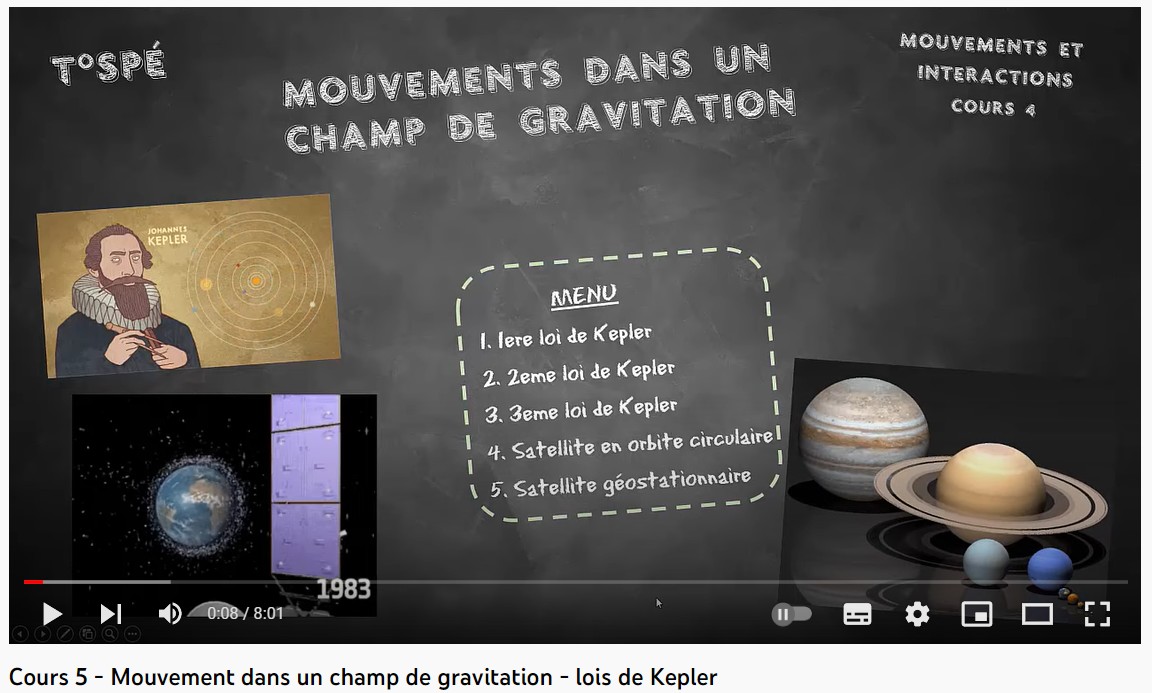 T°SPÉ
MOUVEMENTS DANS UN
CHAMP DE GRAVITATION
MOUVEMENTS ET
INTERACTIONS
COURS 4
JOHANNES
KEPLER
MENU
1. 1ere loi de Kepler
2. 2eme loi de Kepler
3. 3eme loi de Kepler
4. Satellite en orbite circulaire
5. Satellite géostationnaire
1983
0:08 / 8:01
Cours 5 - Mouvement dans un champ de gravitation - lois de Kepler